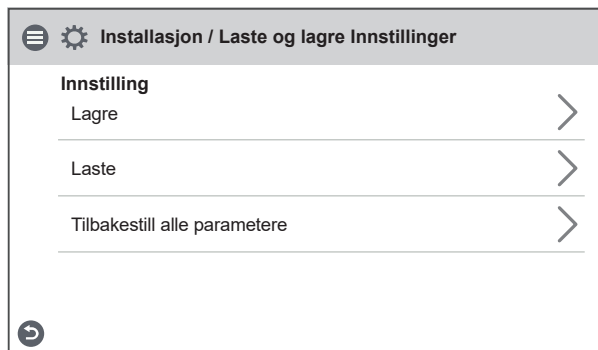 Installasjon / Laste og lagre Innstillinger
Innstilling
Lagre
Laste
Tilbakestill alle parametere